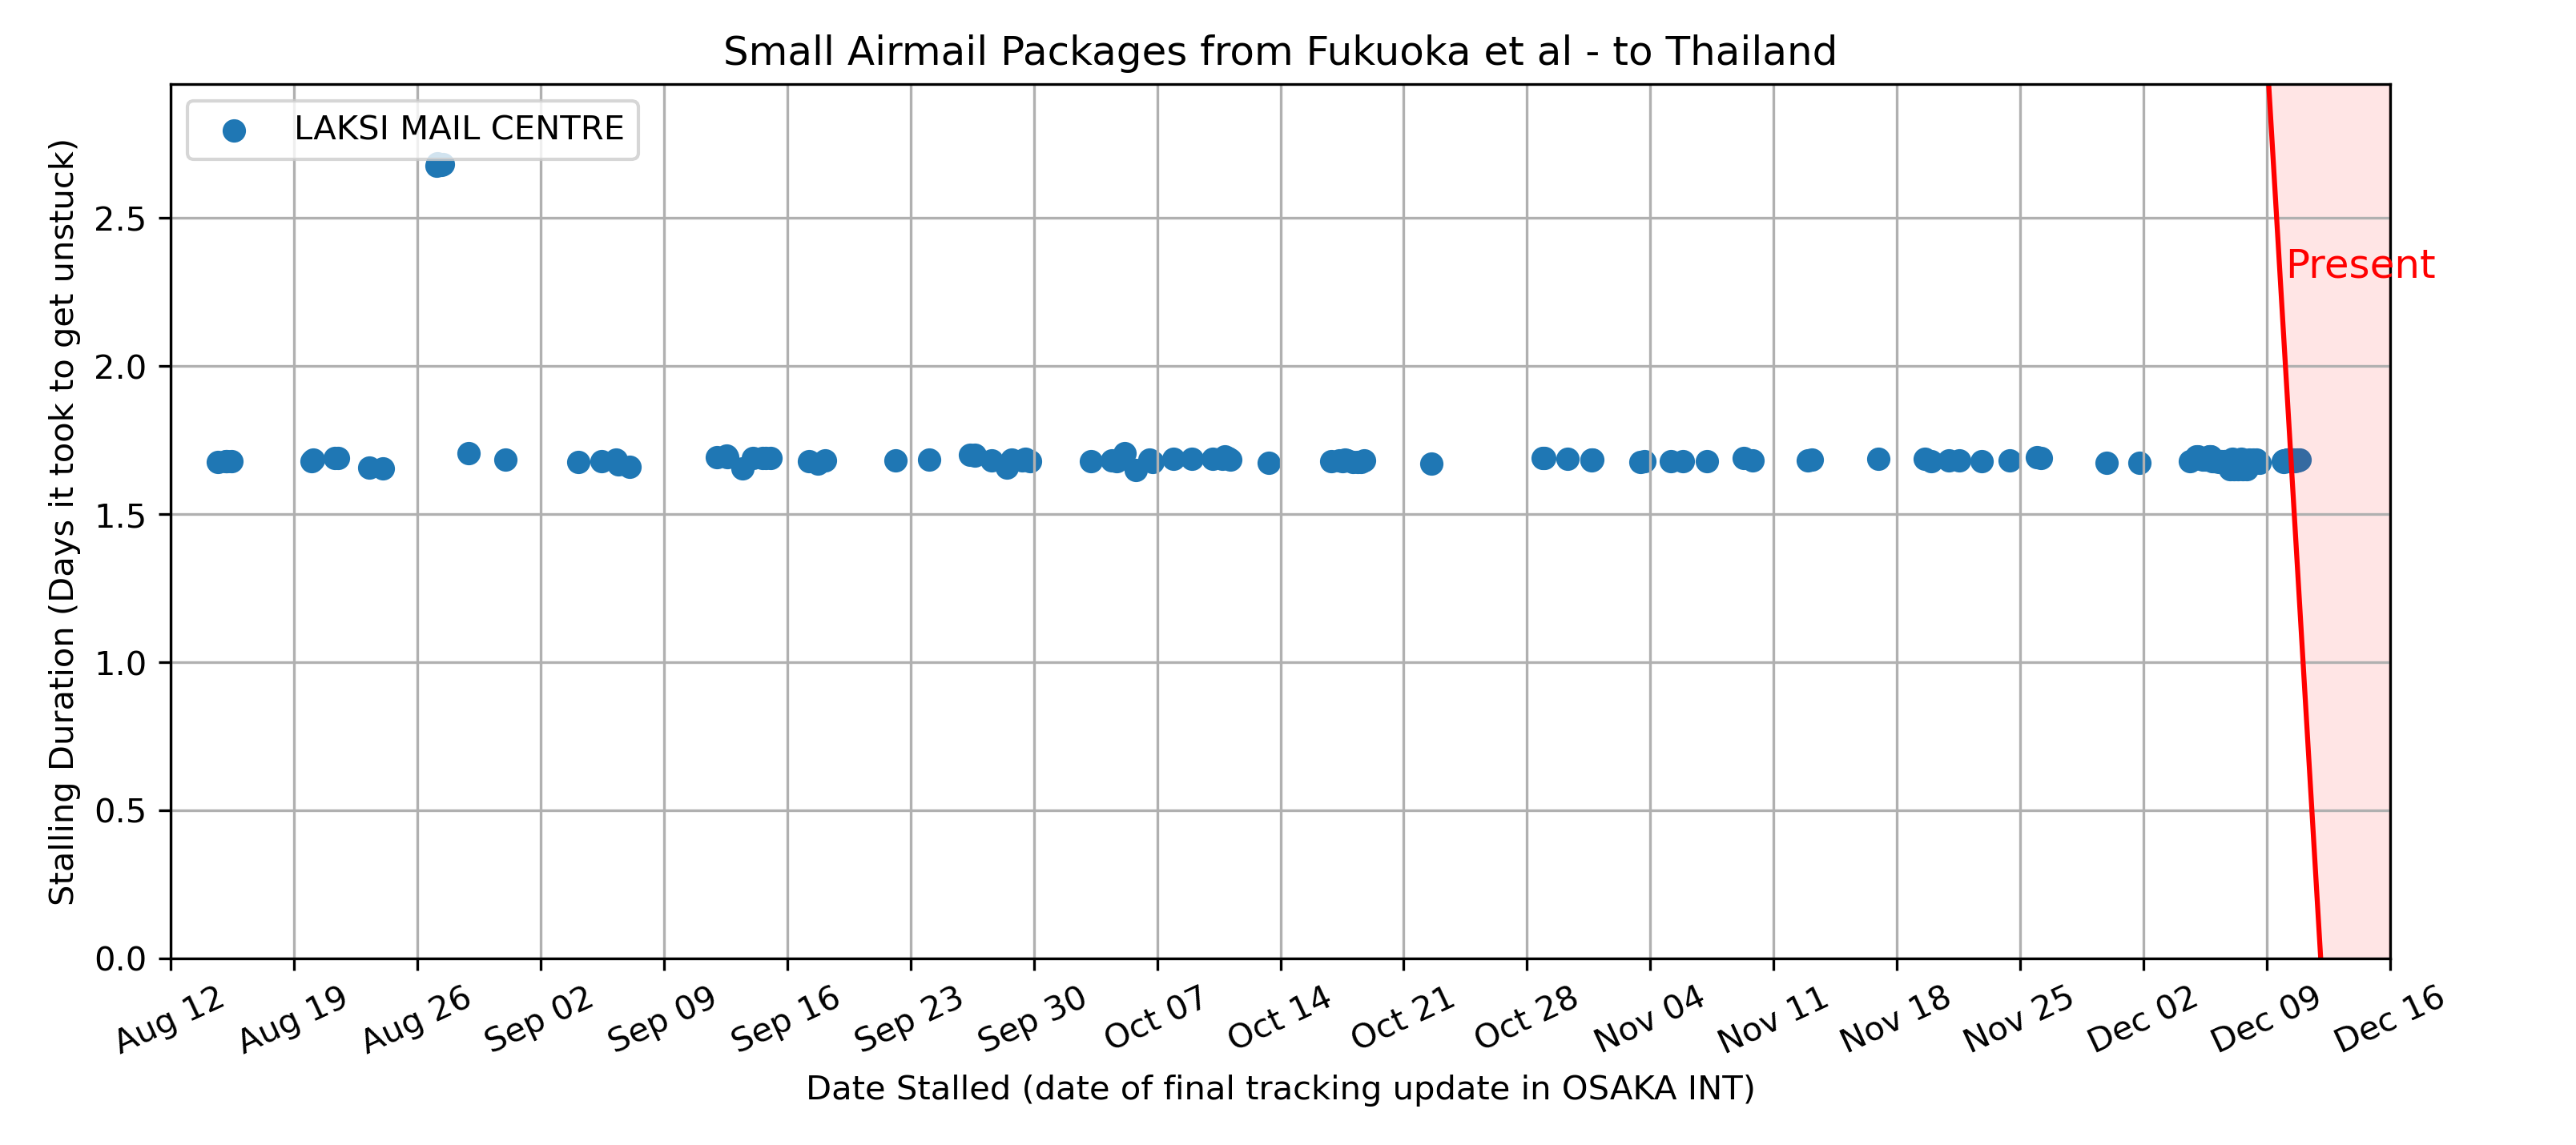 Small Airmail Packages from Fukuoka et al - to Thailand
LAKSI MAIL CENTRE
Present
Stalling Duration (Days it took to get unstuck)
2.5
2.0
1.5
1.0
0.5
0.0
Aug 12
Aug 19
Aug 26
Sep 02
Sep 09
Sep 16
Sep 23
Sep 30
Oct 07
Oct 14
Oct 21
Oct 28
Nov 04
Nov 11
Nov 18
Nov 25
Dec 02
Dec 09
Dec 16
Date Stalled (date of final tracking update in OSAKA INT)